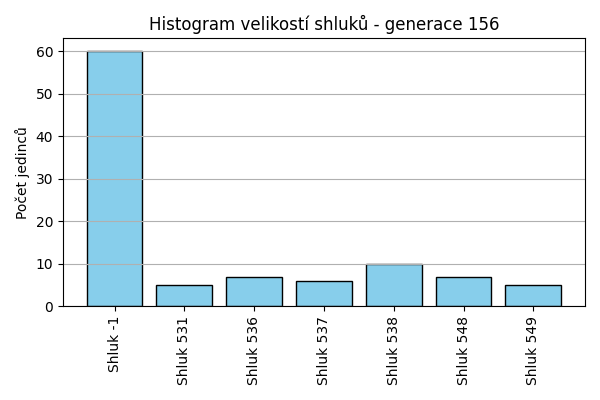 Histogram velikostí shluků - generace 156
Počet jedinců
60
50
40
30
20
10
0
Shluk -1
Shluk 531
Shluk 536
Shluk 537
Shluk 538
Shluk 548
Shluk 549